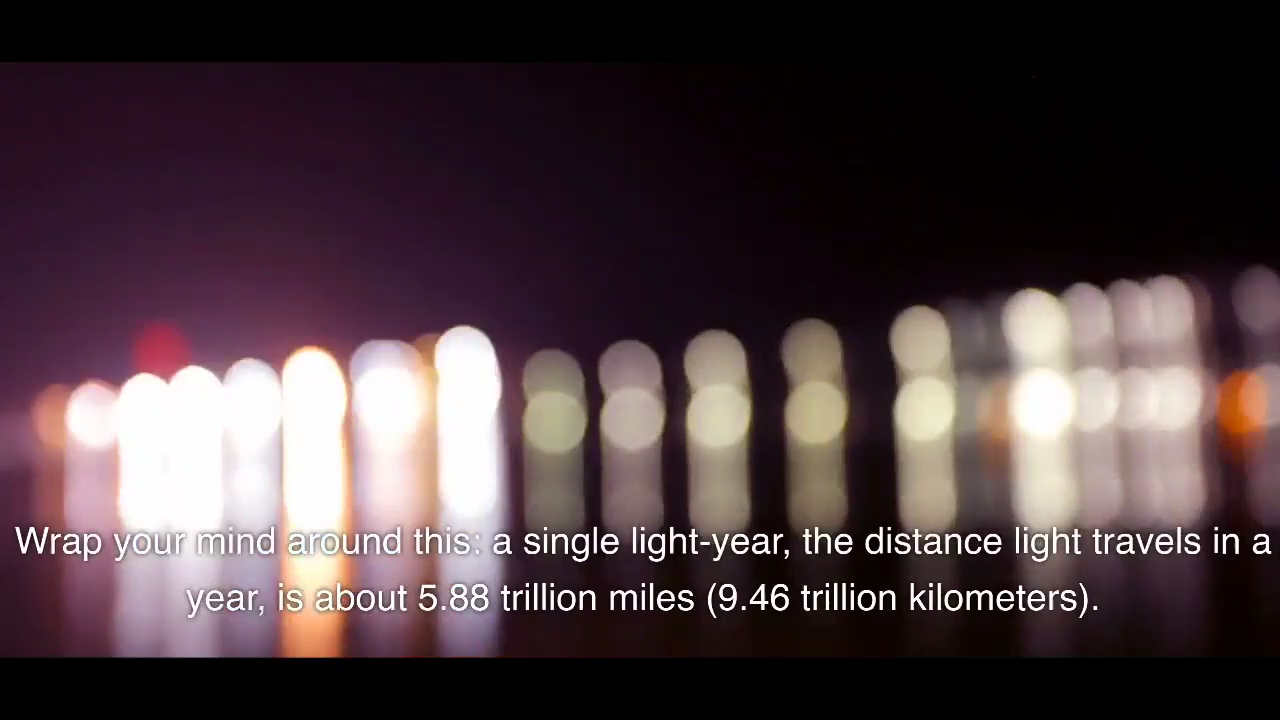 Wrap your mind around this: a single light-year, the distance light travels in a
year, is about 5.88 trillion miles (9.46 trillion kilometers).